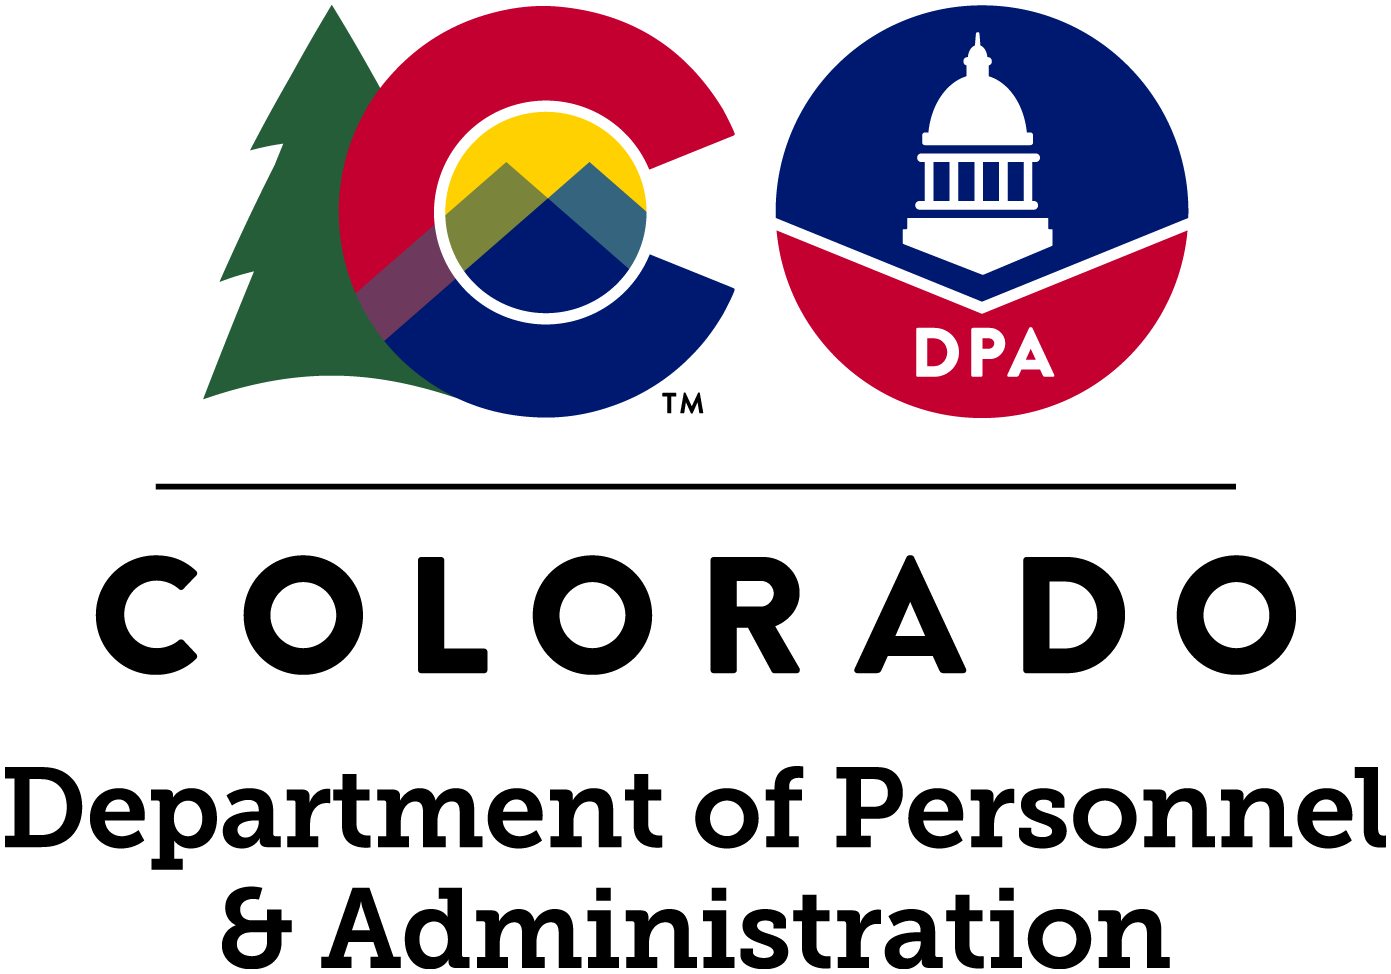 DPA
TM
COLORADO
Department of Personnel
& Administration